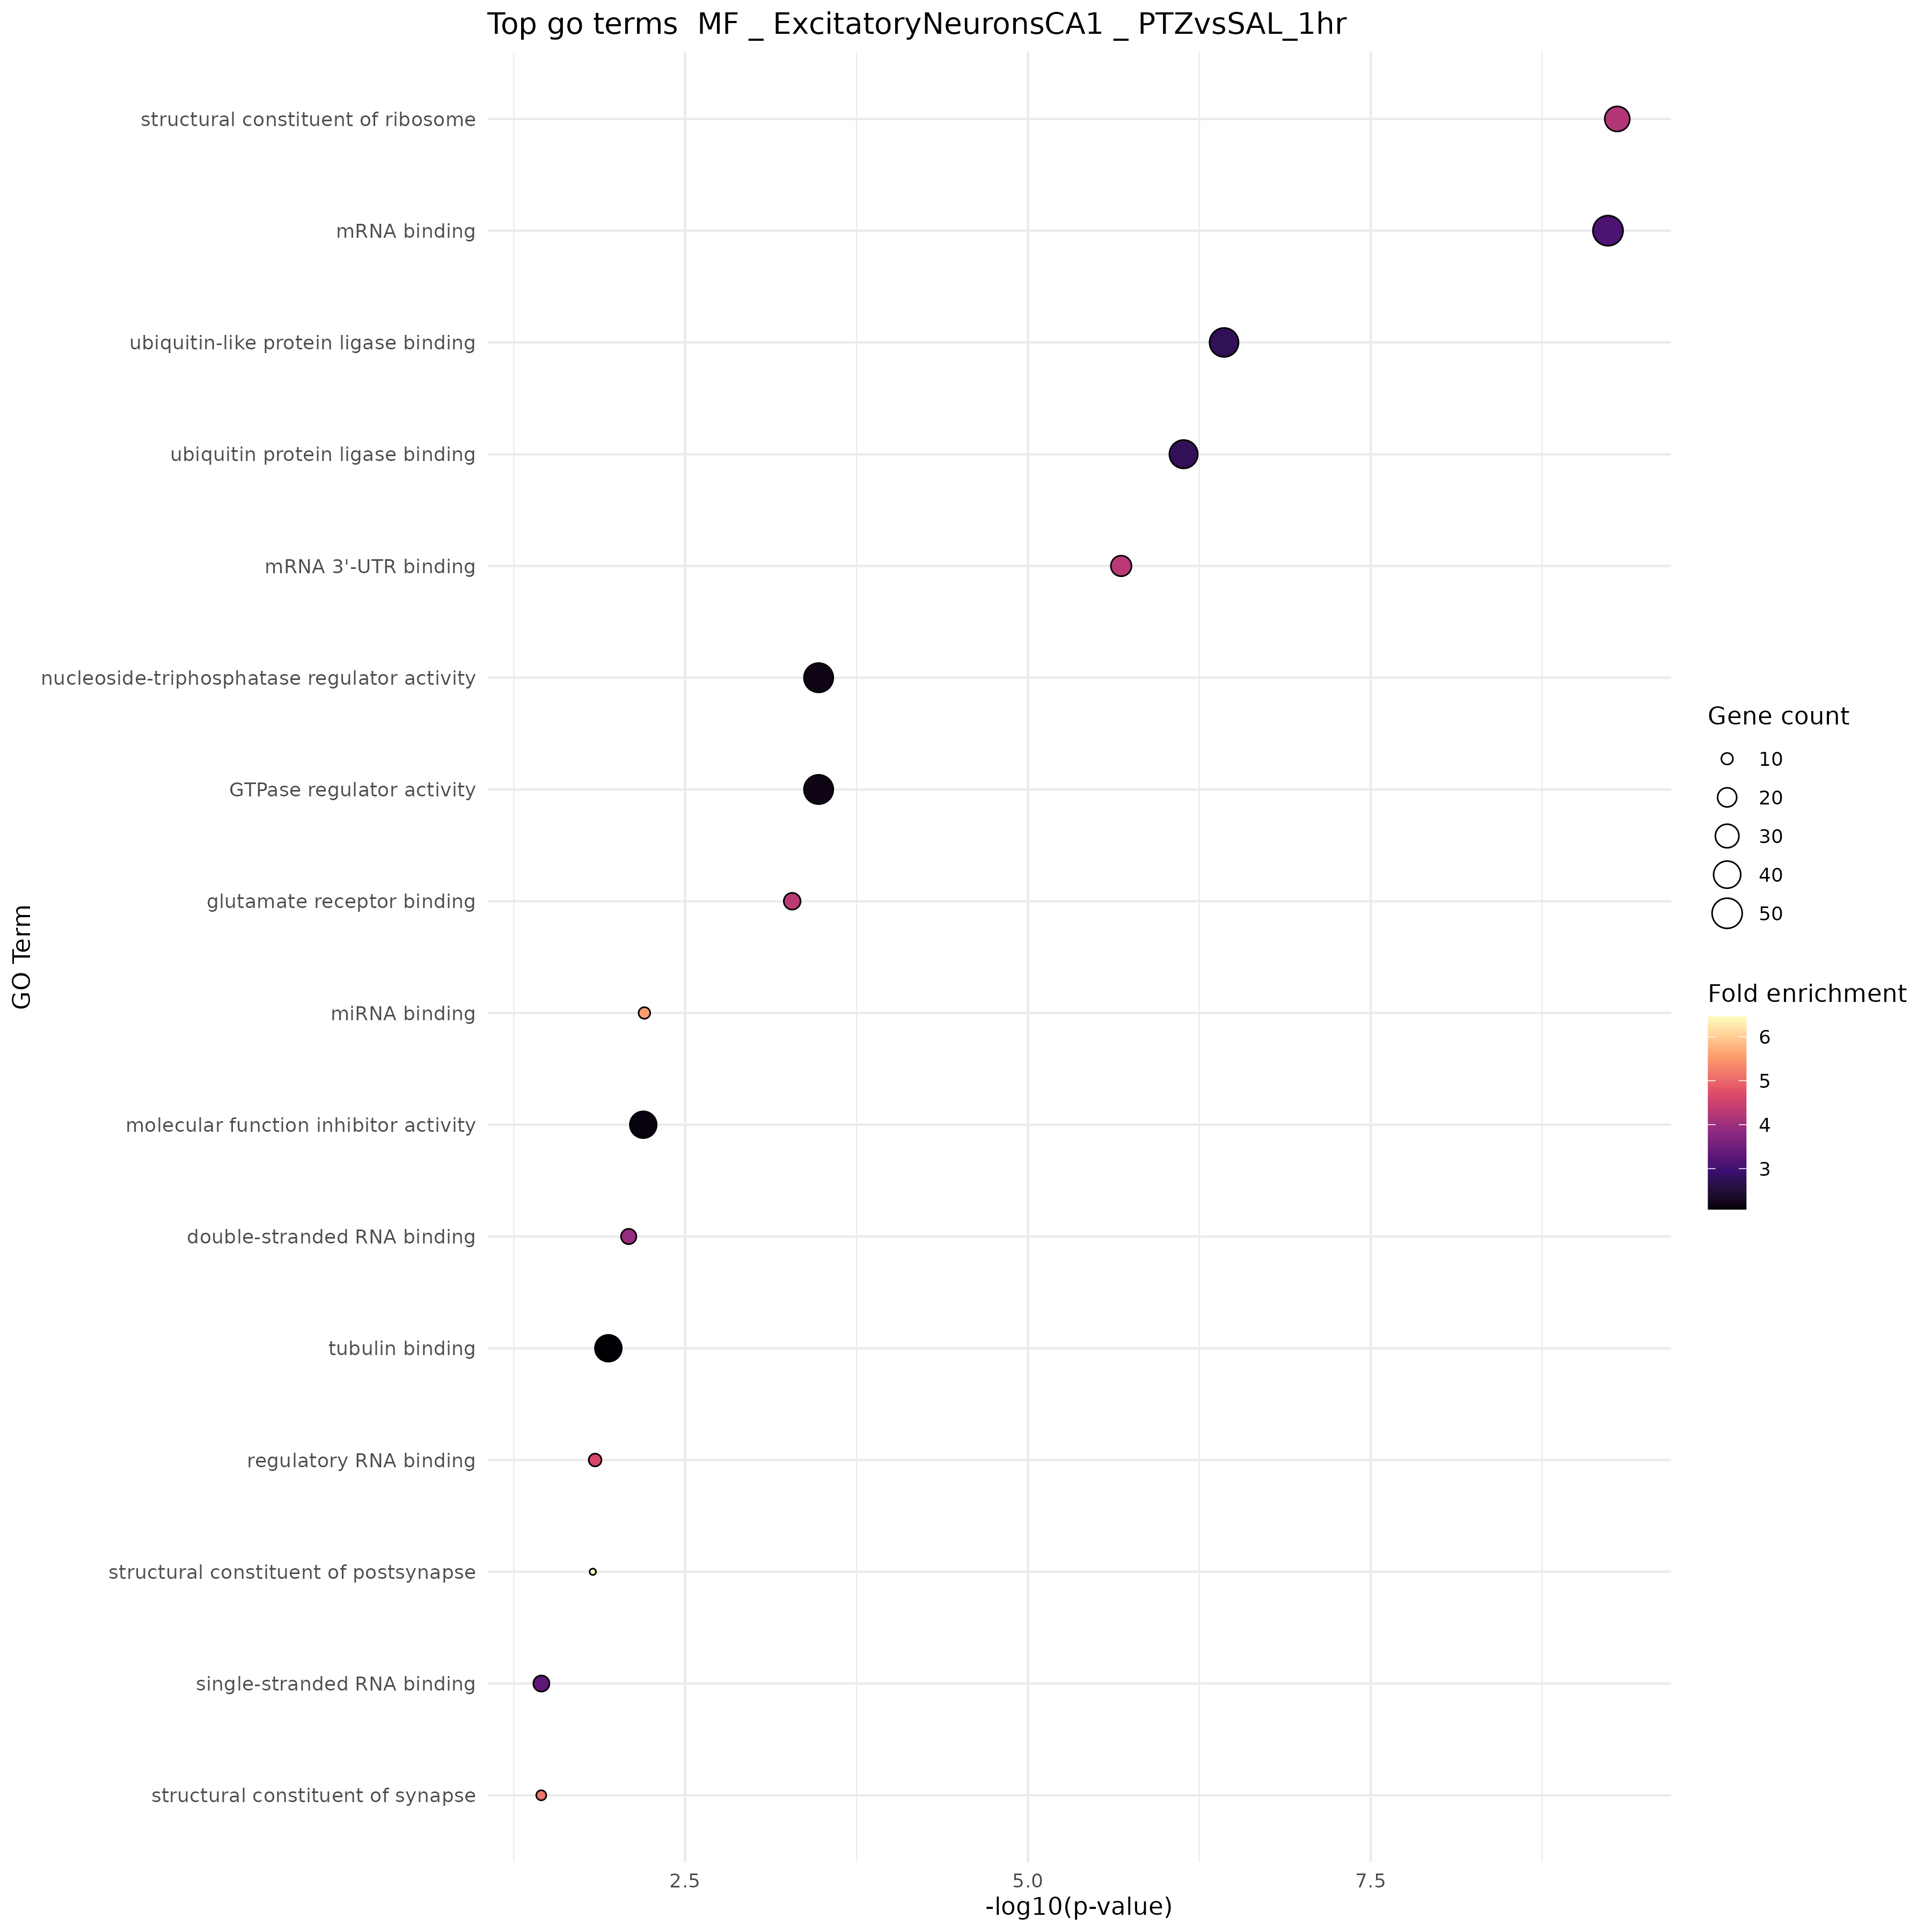 Top go terms  MF _ ExcitatoryNeuronsCA1 _ PTZvsSAL_1hr
structural constituent of ribosome
mRNA binding
ubiquitin-like protein ligase binding
ubiquitin protein ligase binding
mRNA 3'-UTR binding
nucleoside-triphosphatase regulator activity
GTPase regulator activity
glutamate receptor binding
miRNA binding
molecular function inhibitor activity
double-stranded RNA binding
tubulin binding
regulatory RNA binding
structural constituent of postsynapse
single-stranded RNA binding
structural constituent of synapse
GO Term
2.5
5.0
7.5
-log10(p-value)
Gene count
10
20
30
40
50
Fold enrichment
6
5
4
3